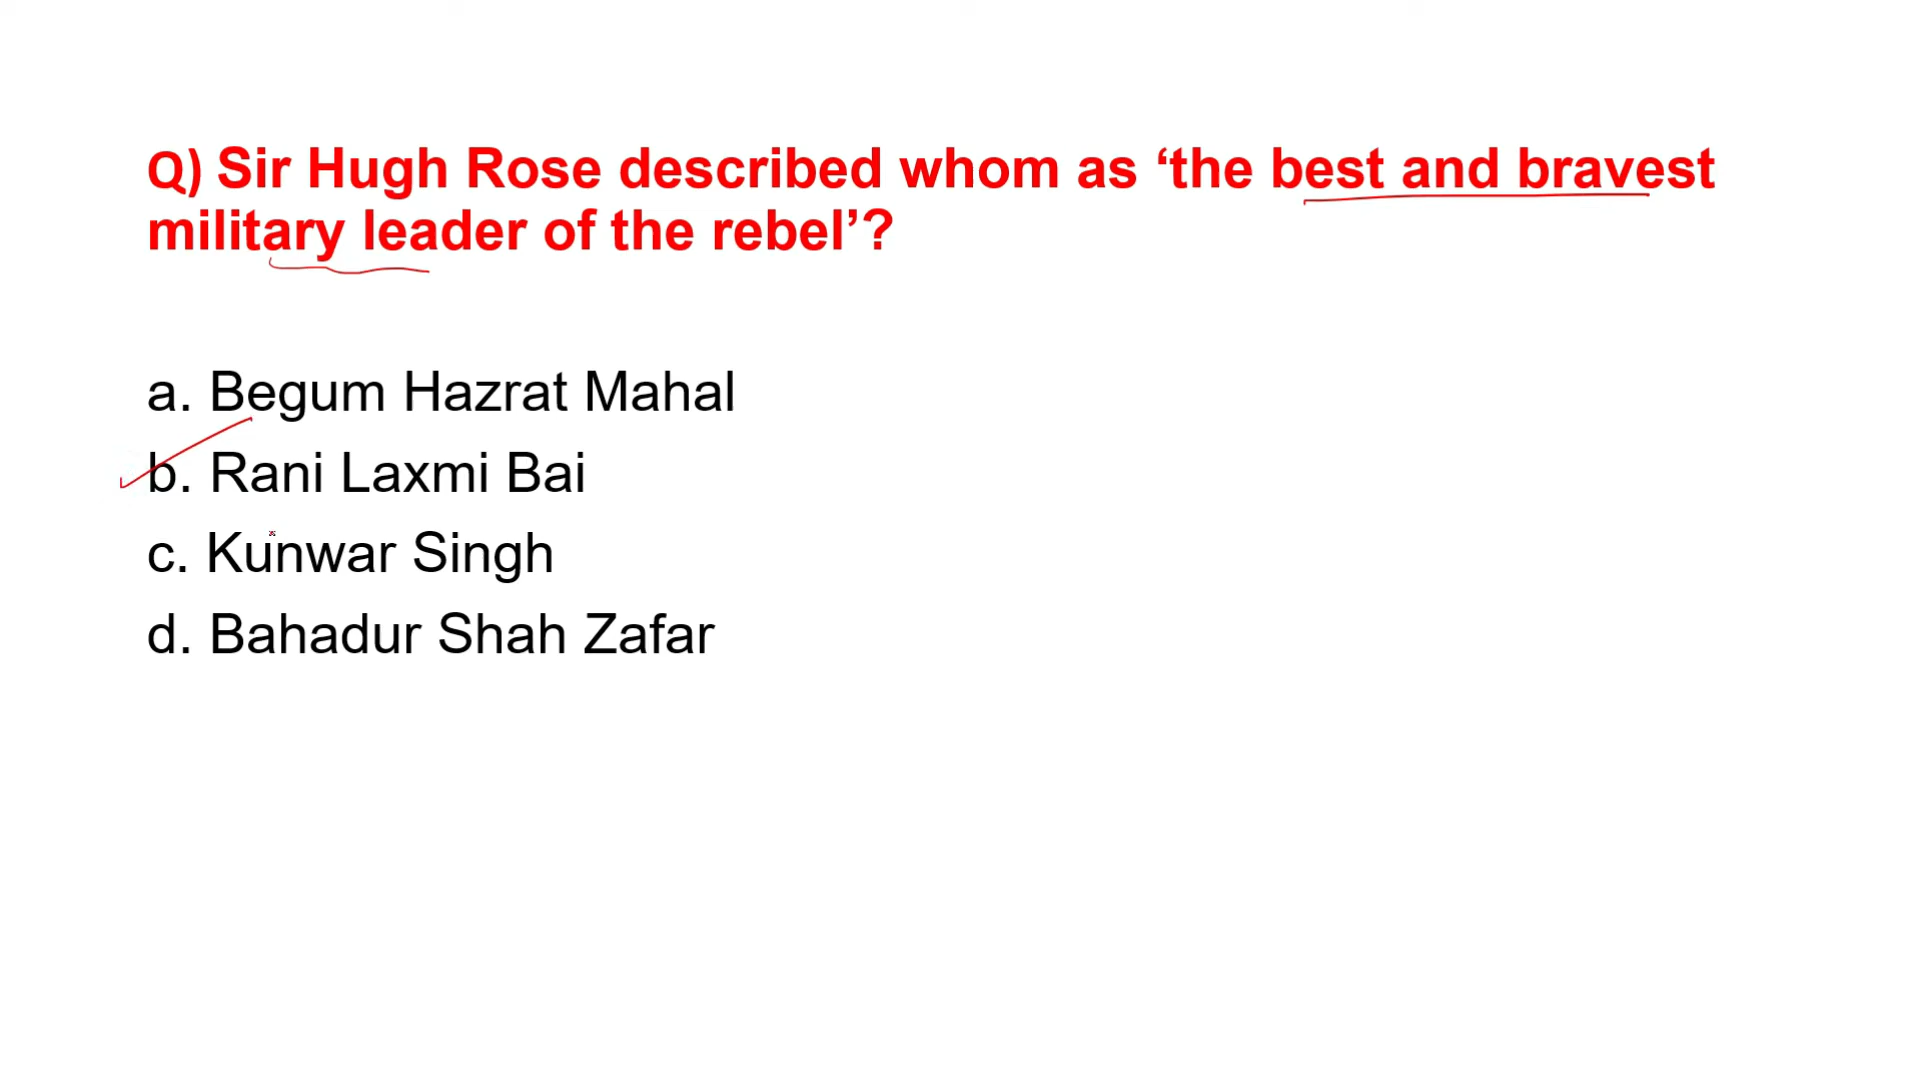 Q) Sir Hugh Rose described whom as ‘the best and bravest
military leader of the rebel’?
a. Begum Hazrat Mahal
b. Rani Laxmi Bai
c. Kunwar Singh
d. Bahadur Shah Zafar